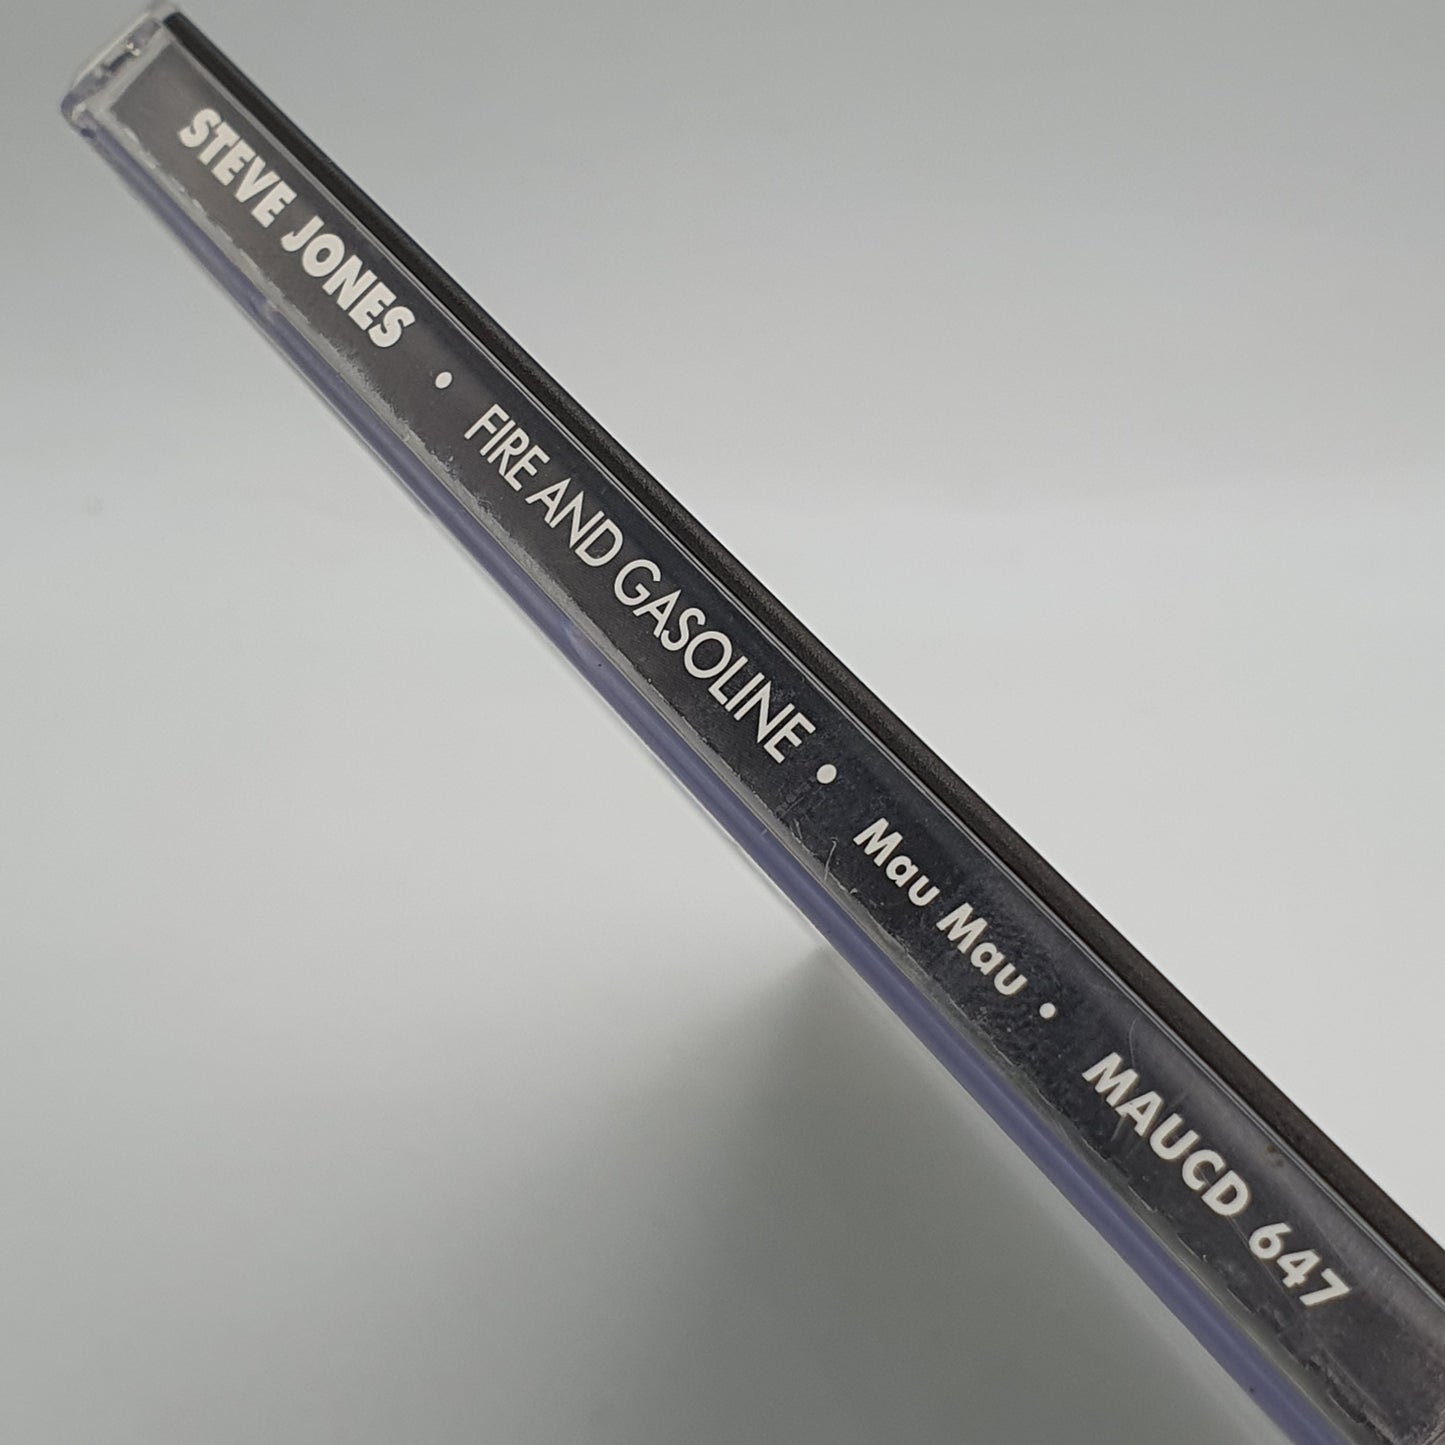 STEVE JONES • FIRE AND GASOLINE • Mau Mau • MAUCD 647